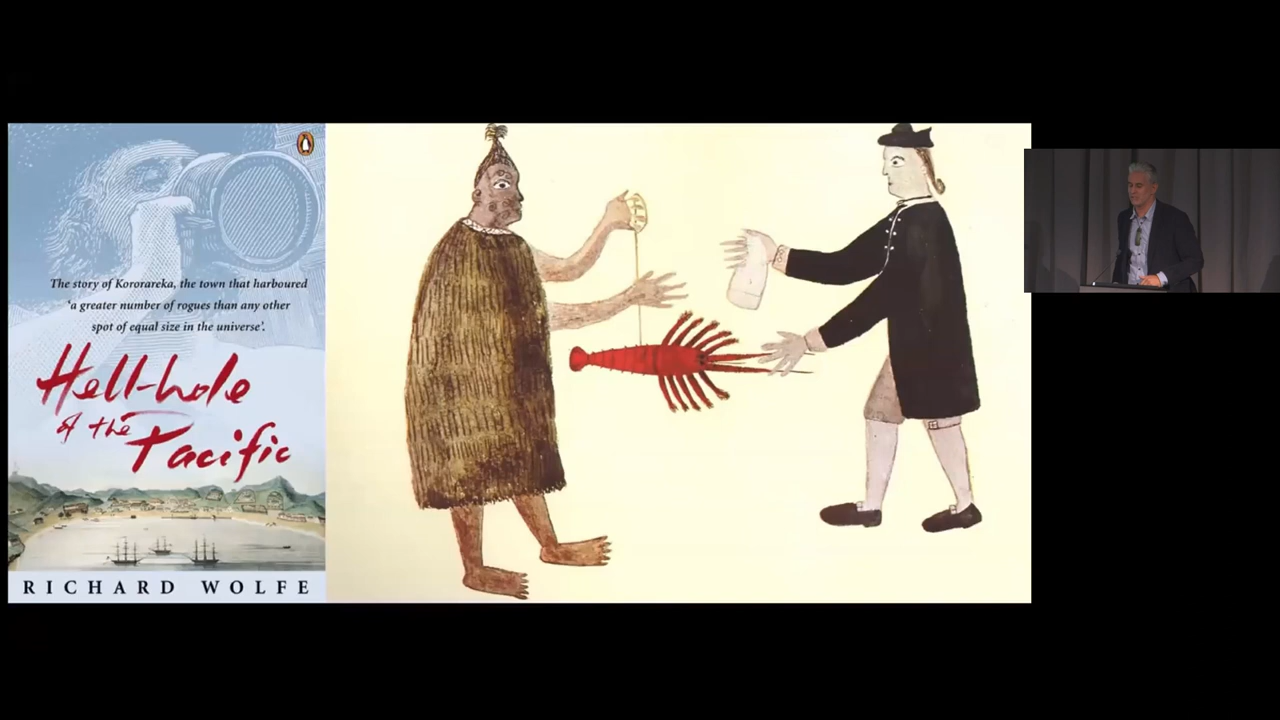 The story of Kororareka, the town that harboured
'a greater number of rogues than any other
spot of equal size in the universe'.
Hell-hole
of the
Pacific
RICHARD WOLFE